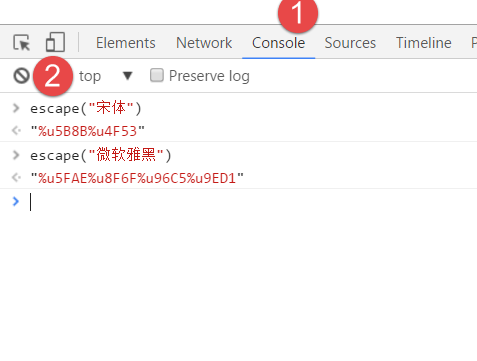 1
Elements Network Console Sources Timeline P
2 top ▼ Preserve log
> escape("宋体")
<· "%u5B8B%u4F53"
> escape("微软雅黑")
<· "%u5FAE%u8F6F%u96C5%u9ED1"
>